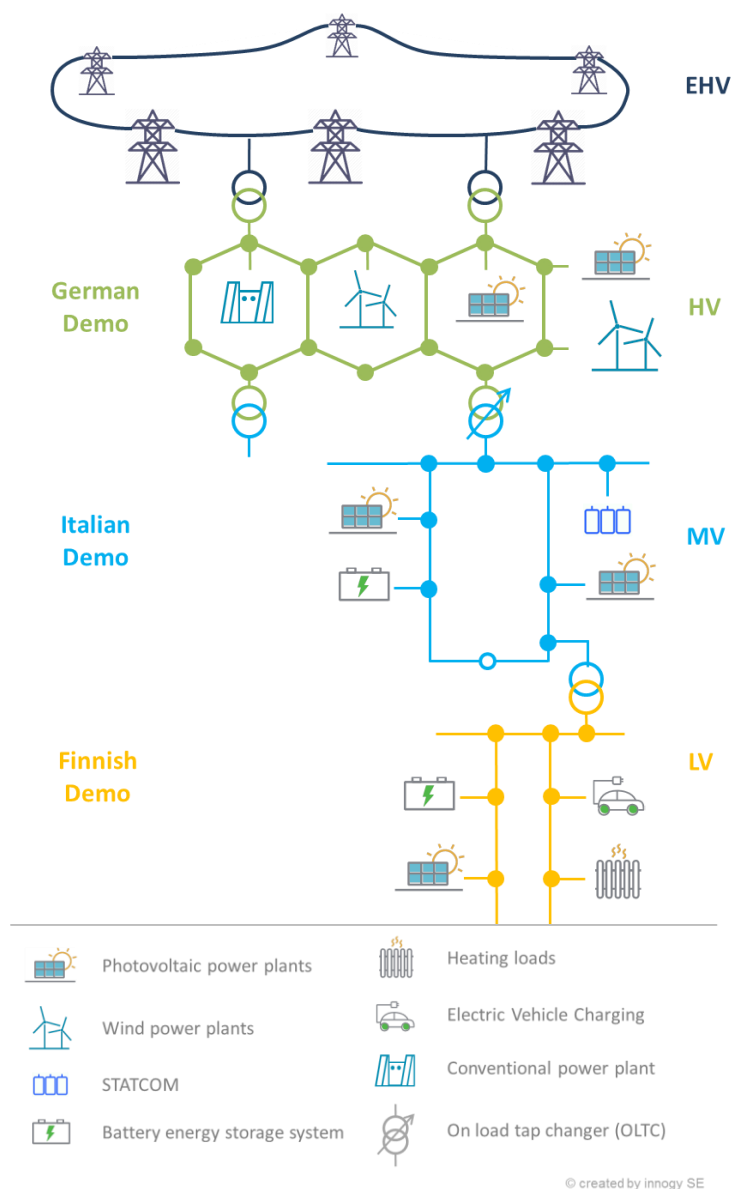 EHV
German
Demo
HV
Italian
Demo
MV
Finnish
Demo
LV
Photovoltaic power plants
Heating loads
Wind power plants
Electric Vehicle Charging
STATCOM
Conventional power plant
Battery energy storage system
On load tap changer (OLTC)
© created by innogy SE